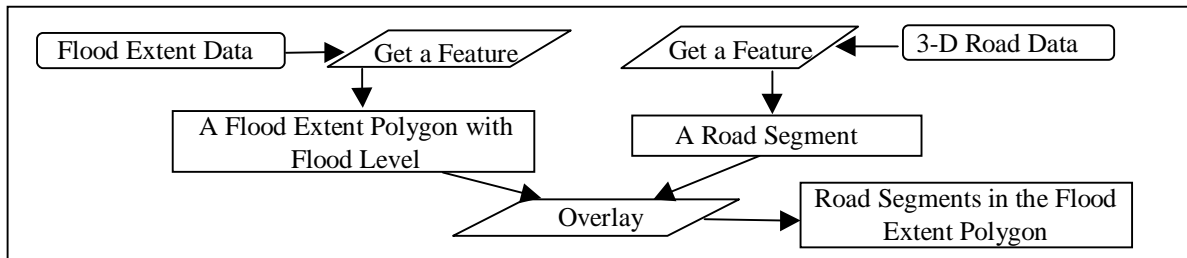 Flood Extent Data
Get a Feature
Get a Feature
3-D Road Data
A Flood Extent Polygon with
Flood Level
A Road Segment
Overlay
Road Segments in the Flood
Extent Polygon